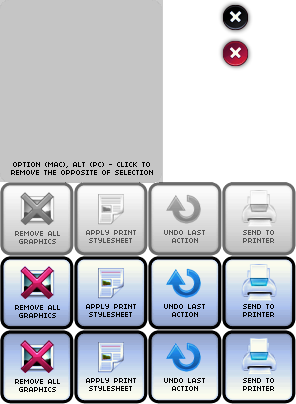 OPTION (MAC), ALT (PC) - CLICK TO
REMOVE THE OPPOSITE OF SELECTION
REMOVE ALL
GRAPHICS
APPLY PRINT
STYLESHEET
UNDO LAST
ACTION
SEND TO
PRINTER
REMOVE ALL
GRAPHICS
APPLY PRINT
STYLESHEET
UNDO LAST
ACTION
SEND TO
PRINTER
REMOVE ALL
GRAPHICS
APPLY PRINT
STYLESHEET
UNDO LAST
ACTION
SEND TO
PRINTER